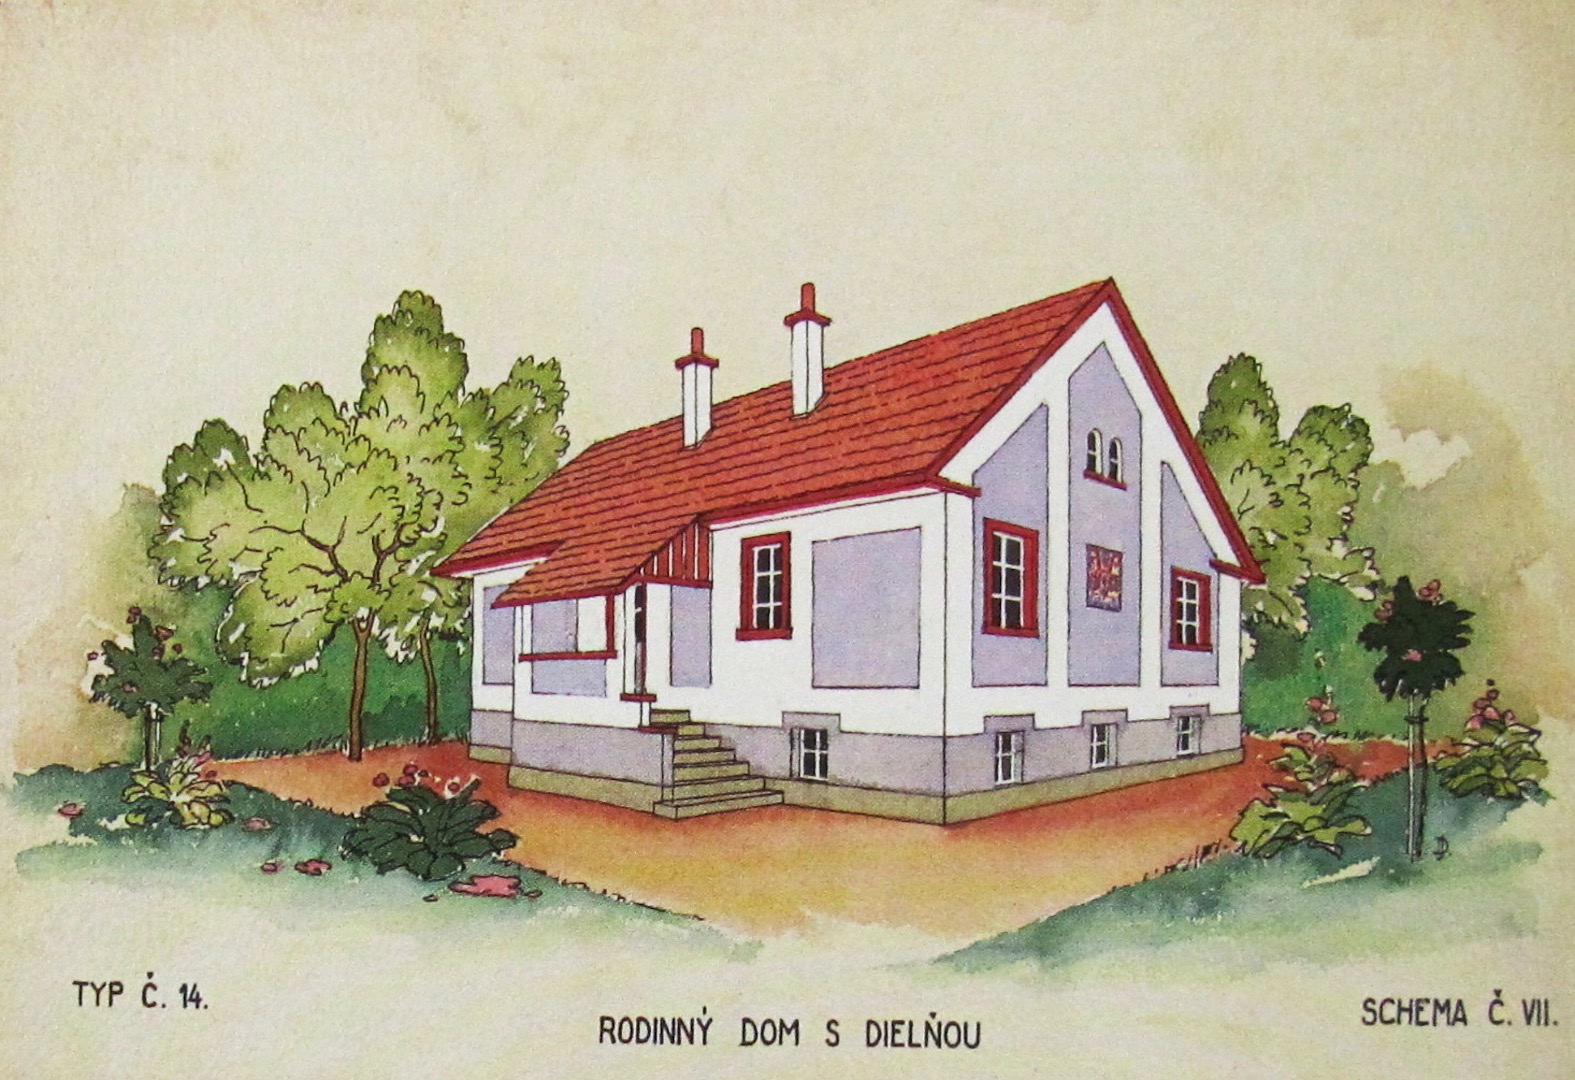 TYP Č. 14.
RODINNÝ DOM S DIELŇOU
SCHEMA Č. VII.